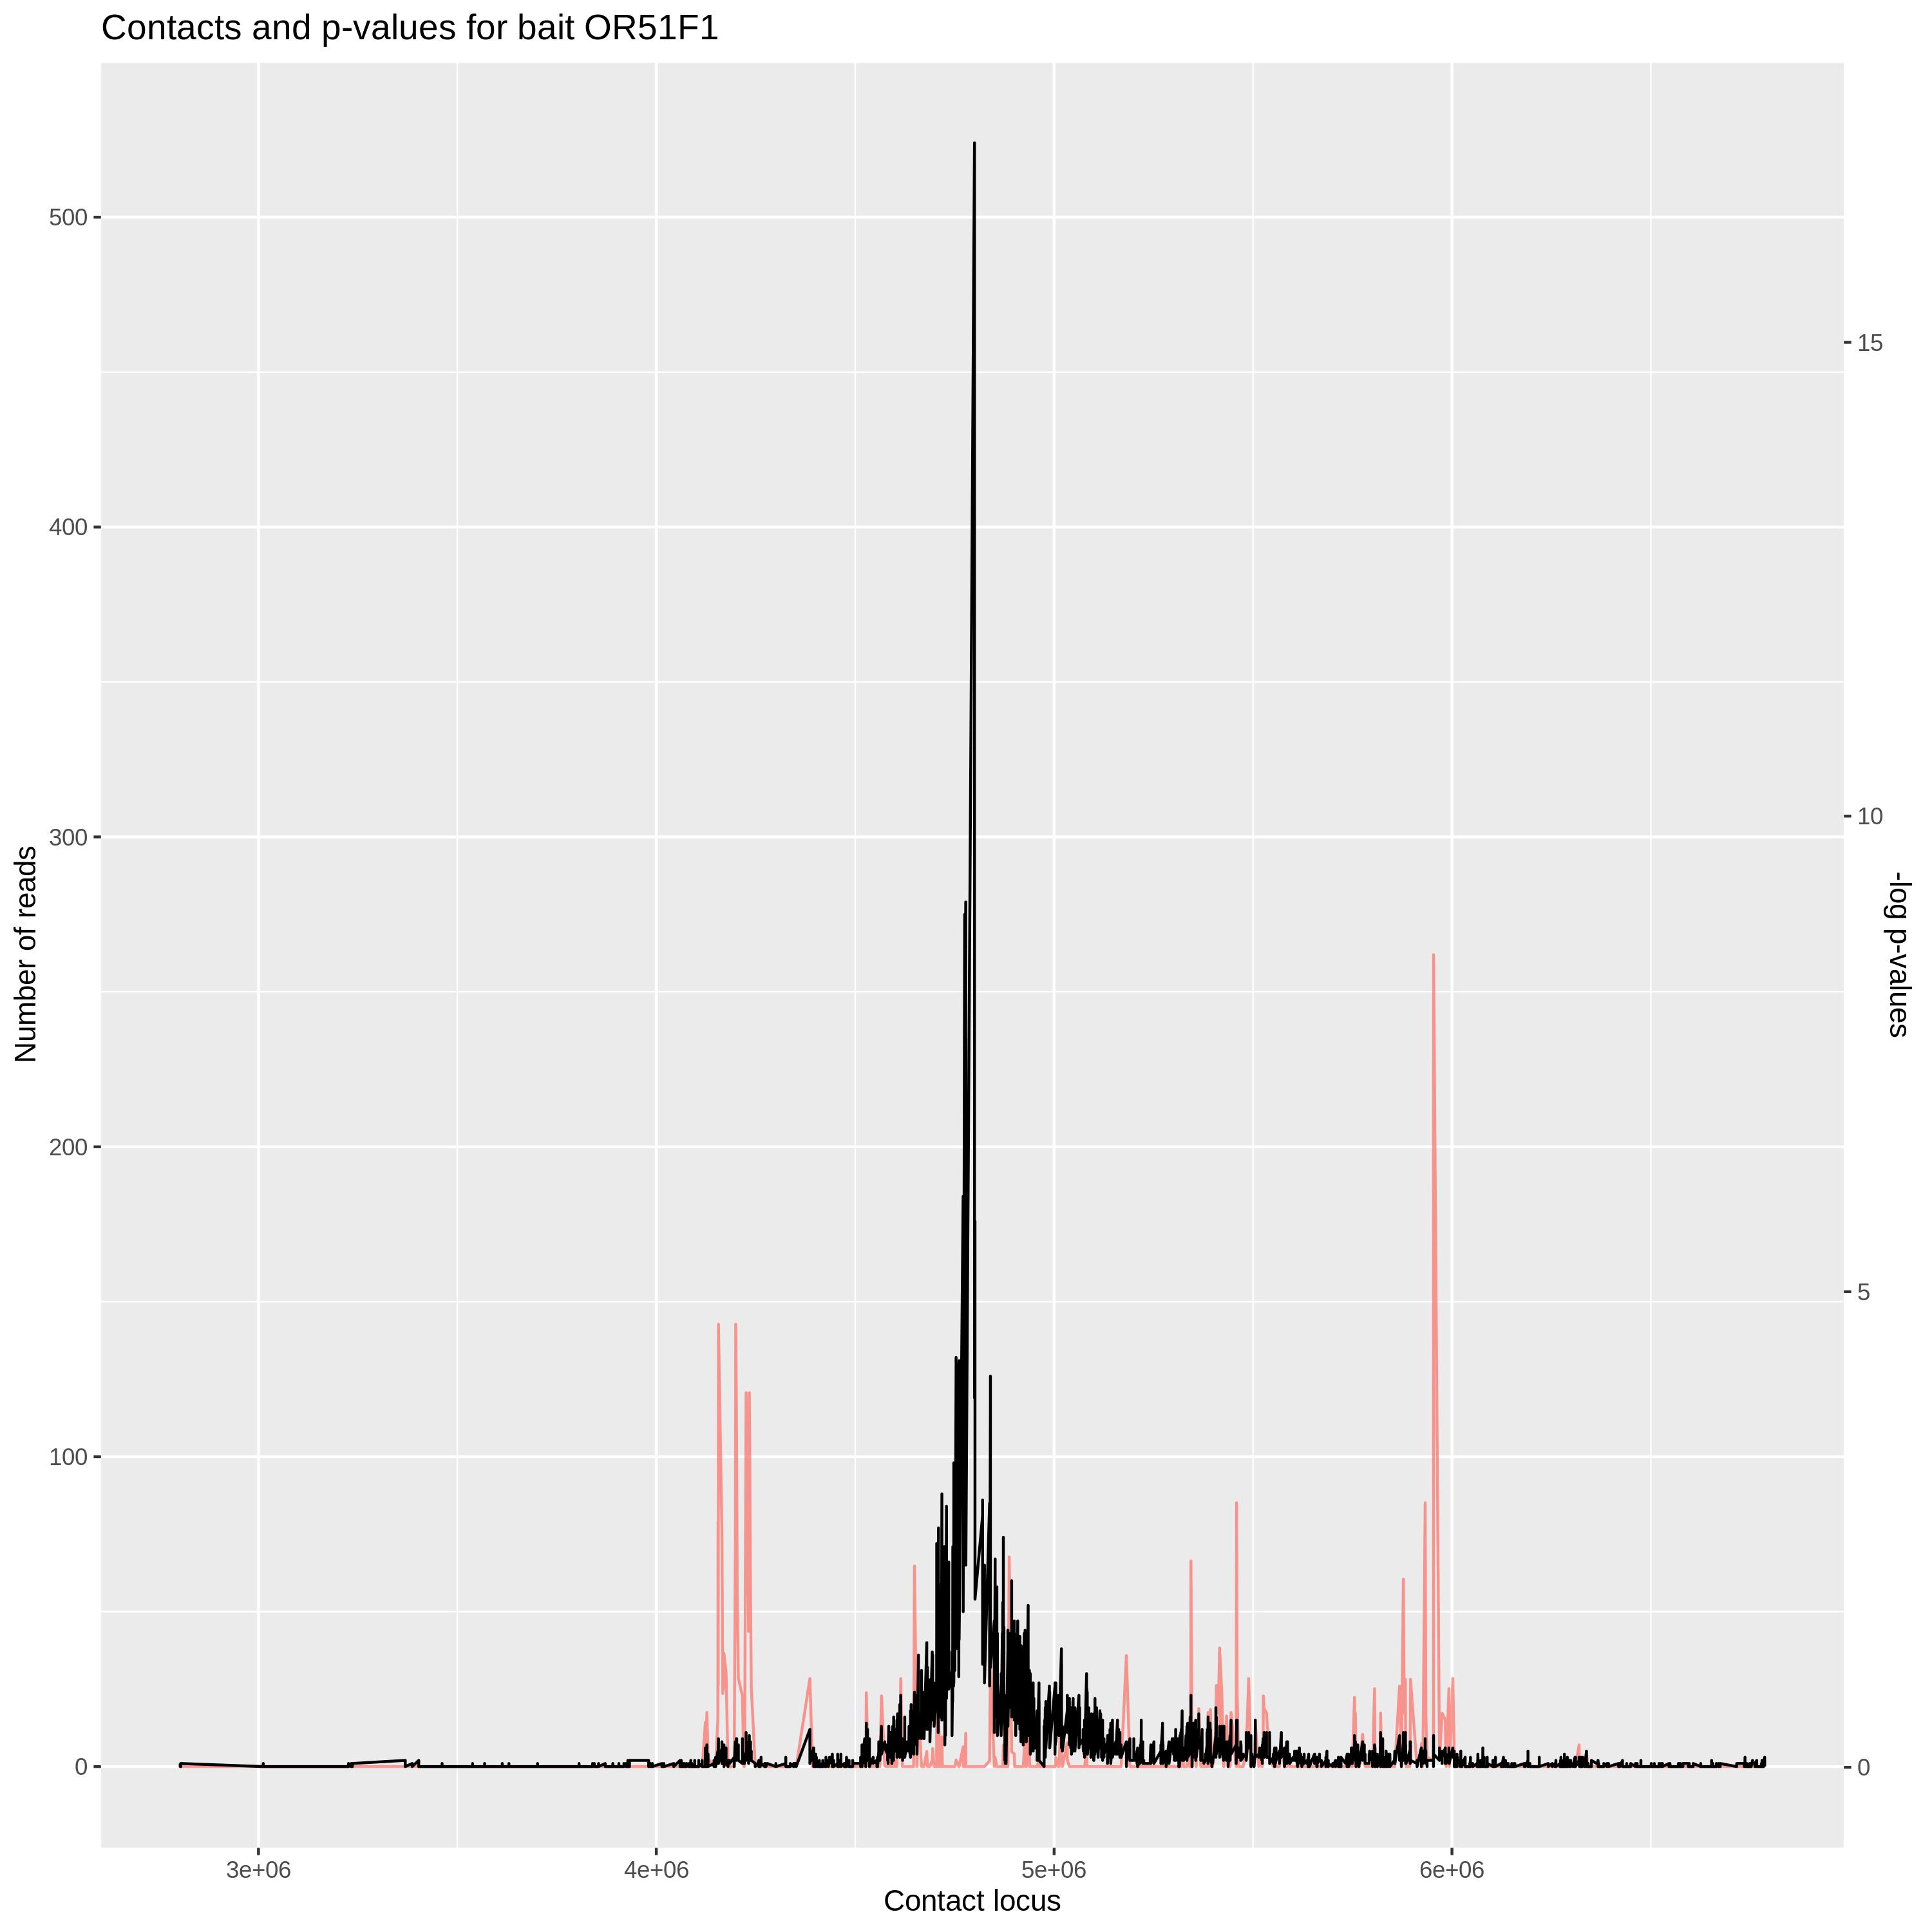 Contacts and p-values for bait OR51F1
500
400
300
200
100
0
Number of reads
15
10
5
0
-log p-values
3e+06 4e+06 5e+06 6e+06
Contact locus